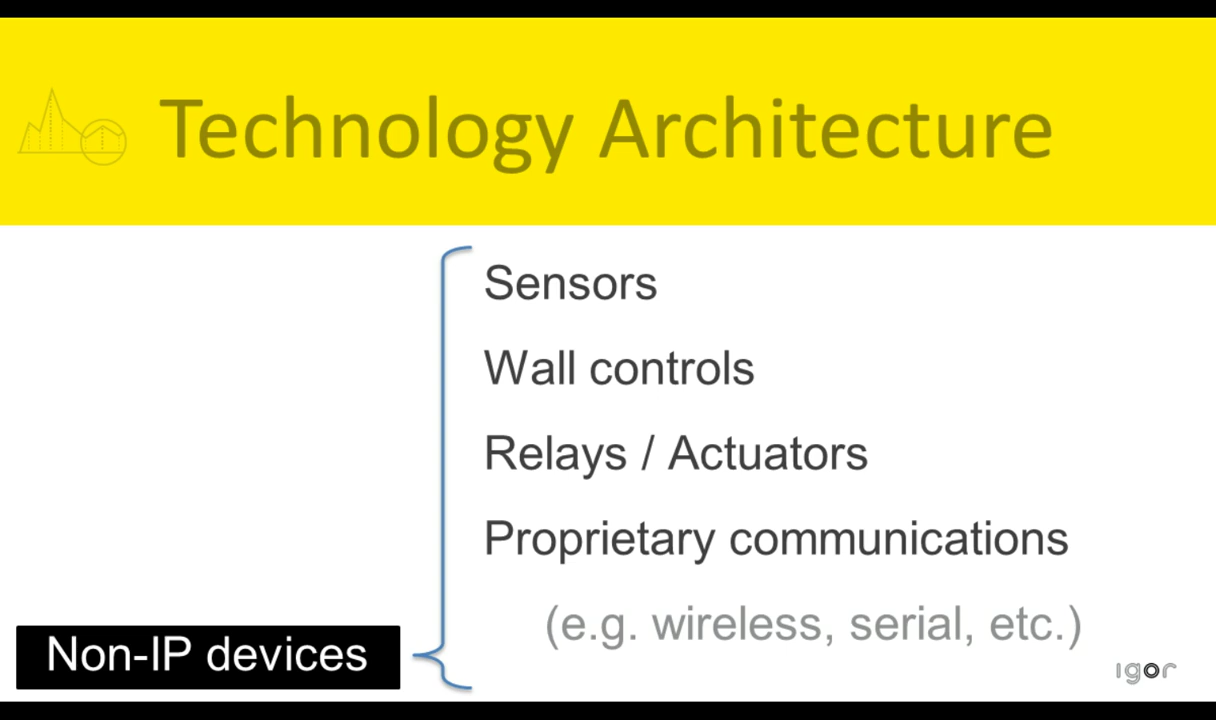 Technology Architecture
Sensors
Wall controls
Relays / Actuators
Proprietary communications
(e.g. wireless, serial, etc.)
Non-IP devices
igor